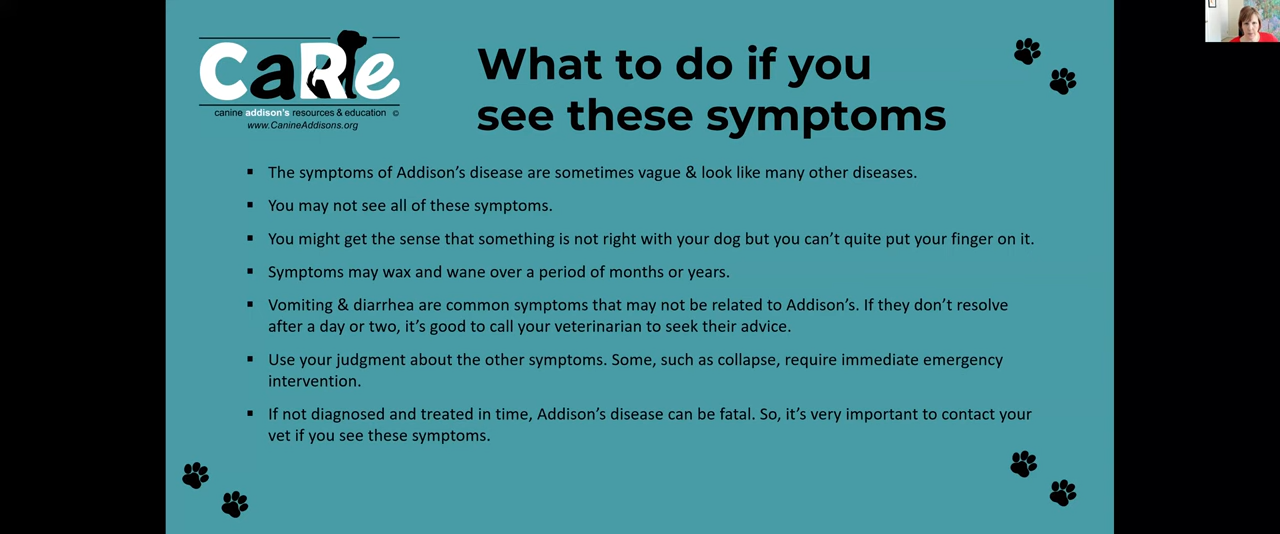 CaRe
canine addison's resources & education ©
www.CanineAddisons.org
What to do if you
see these symptoms
▪ The symptoms of Addison's disease are sometimes vague & look like many other diseases.
▪ You may not see all of these symptoms.
▪ You might get the sense that something is not right with your dog but you can't quite put your finger on it.
▪ Symptoms may wax and wane over a period of months or years.
▪ Vomiting & diarrhea are common symptoms that may not be related to Addison's. If they don't resolve
after a day or two, it's good to call your veterinarian to seek their advice.
▪ Use your judgment about the other symptoms. Some, such as collapse, require immediate emergency
intervention.
▪ If not diagnosed and treated in time, Addison's disease can be fatal. So, it's very important to contact your
vet if you see these symptoms.